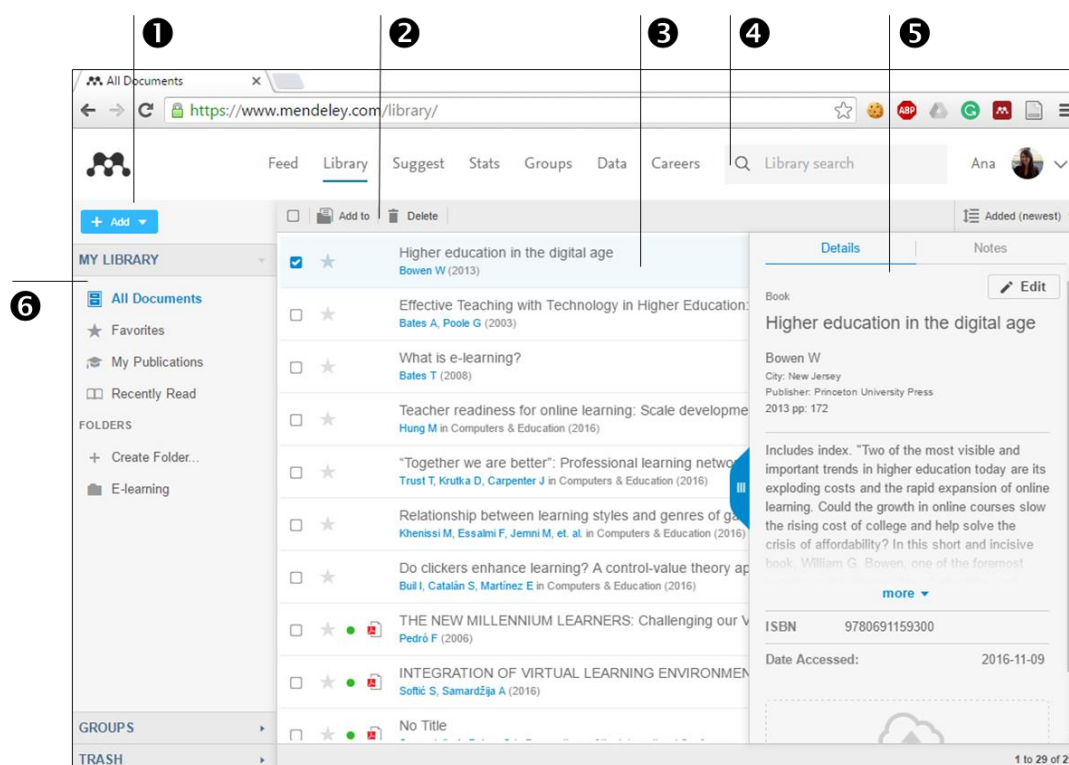 ❶ ❷ ❸ ❹ ❺
All Documents
https://www.mendeley.com/library/
ABP
Feed Library Suggest Stats Groups Data Careers Library search Ana
+ Add
Add to Delete Added (newest)
MY LIBRARY
❻
All Documents
Favorites
My Publications
Recently Read
FOLDERS
+ Create Folder...
E-learning
GROUPS
TRASH
Higher education in the digital age
Bowen W (2013)
Effective Teaching with Technology in Higher Education:
Bates A, Poole G (2003)
What is e-learning?
Bates T (2008)
Teacher readiness for online learning: Scale developme
Hung M in Computers & Education (2016)
“Together we are better”: Professional learning netwo
Trust T, Krutka D, Carpenter J in Computers & Education (2016)
Relationship between learning styles and genres of ga
Khenissi M, Essalmi F, Jemni M, et. al. in Computers & Education (2016)
Do clickers enhance learning? A control-value theory ap
Buil I, Catalán S, Martínez E in Computers & Education (2016)
THE NEW MILLENNIUM LEARNERS: Challenging our V
Pedró F (2006)
INTEGRATION OF VIRTUAL LEARNING ENVIRONMEN
Softić S, Samardžija A (2016)
No Title
Details Notes
Edit
Book
Higher education in the digital age
Bowen W
City: New Jersey
Publisher: Princeton University Press
2013 pp: 172
Includes index. "Two of the most visible and
important trends in higher education today are its
exploding costs and the rapid expansion of online
learning. Could the growth in online courses slow
the rising cost of college and help solve the
crisis of affordability? In this short and incisive
book, William G. Bowen, one of the foremost
more
ISBN 9780691159300
Date Accessed: 2016-11-09
1 to 29 of 29